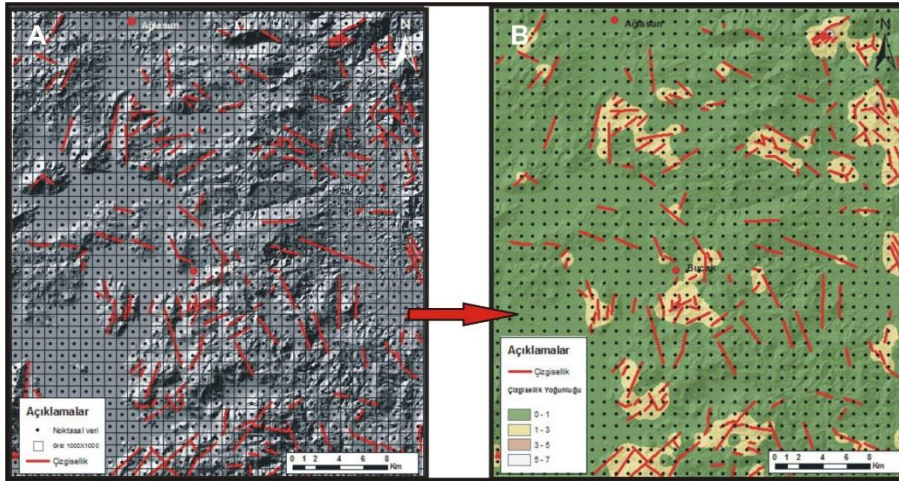 A
Ağlasun
N
Açıklamalar
Noktasal veri
Grid 1000X1000
Çizgisellik
0 1 2 4 6 8
Km
B
Ağlasun
N
Bucak
Açıklamalar
Çizgisellik
Çizgisellik Yoğunluğu
0 - 1
1 - 3
3 - 5
5 - 7
0 1 2 4 6 8
Km